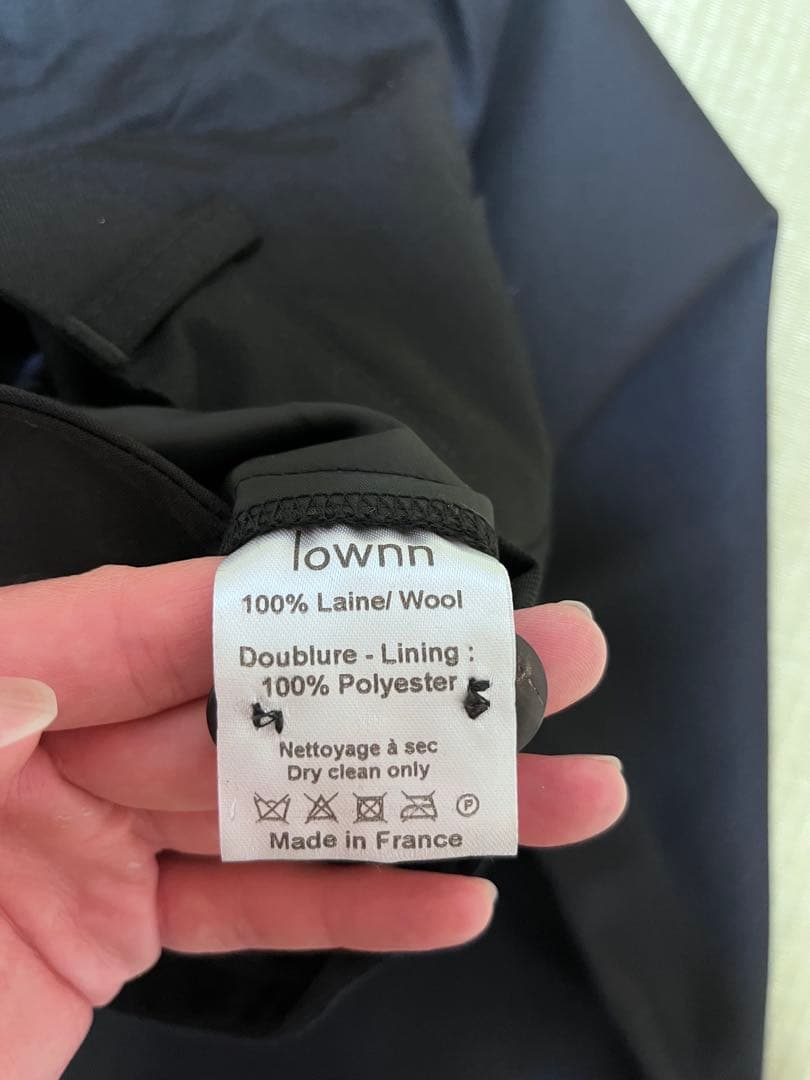 lownn
100% Laine/ Wool
Doublure - Lining :
100% Polyester
Nettoyage à sec
Dry clean only
P
Made in France